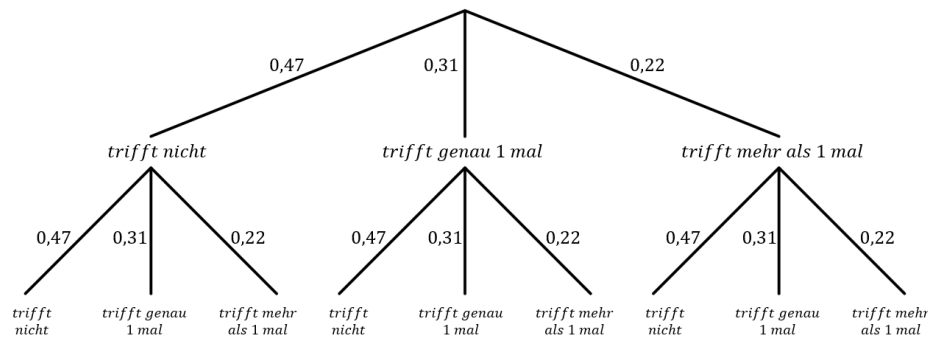 0,47 0,31 0,22
trifft nicht trifft genau 1 mal trifft mehr als 1 mal
0,47 0,31 0,22 0,47 0,31 0,22 0,47 0,31 0,22
trifft trifft genau trifft mehr trifft trifft genau trifft mehr trifft trifft genau trifft mehr
nicht 1 mal als 1 mal nicht 1 mal als 1 mal nicht 1 mal als 1 mal